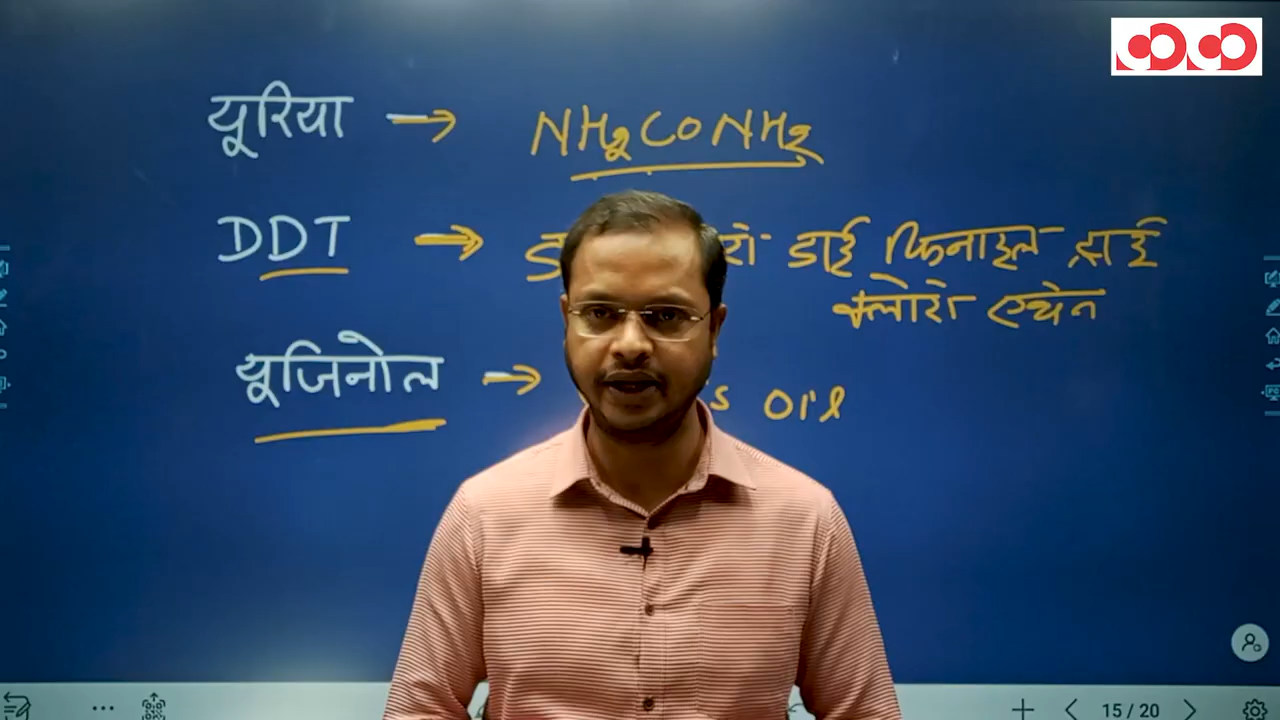 यूरिया → NH2CONH2
DDT → डाई फिनाइल ट्राई
क्लोरो एथेन
यूजिनोल → oil
15 / 20